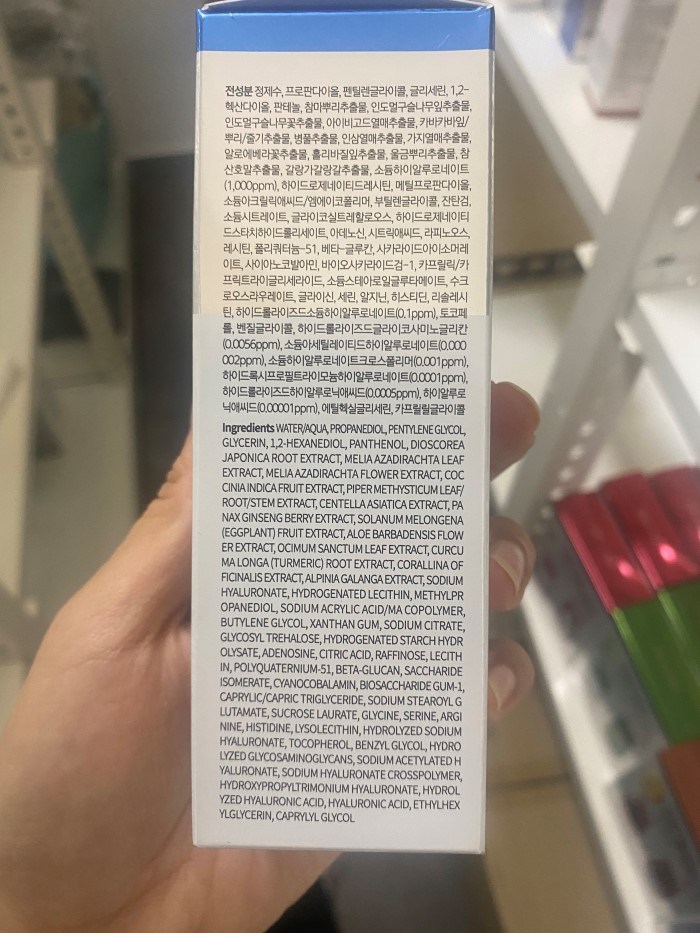 전성분 정제수, 프로판다이올, 펜틸렌글라이콜, 글리세린, 1,2-
헥산다이올, 판테놀, 참마뿌리추출물, 인도멀구슬나무잎추출물,
인도멀구슬나무꽃추출물, 아이비고드열매추출물, 카바카바잎/
뿌리/줄기추출물, 병풀추출물, 인삼열매추출물, 가지열매추출물,
알로에베라꽃추출물, 홀리바질잎추출물, 울금뿌리추출물, 참
산호말추출물, 갈랑가갈랑갈추출물, 소듐하이알루로네이트
(1,000ppm), 하이드로제네이티드레시틴, 메틸프로판다이올,
소듐아크릴릭애씨드/엠에이코폴리머, 부틸렌글라이콜, 잔탄검,
소듐시트레이트, 글라이코실트레할로오스, 하이드로제네이티
드스타치하이드롤리세이트, 아데노신, 시트릭애씨드, 라피노오스,
레시틴, 폴리쿼터늄-51, 베타-글루칸, 사카라이드아이소머레
이트, 사이아노코발아민, 바이오사카라이드검-1, 카프릴릭/카
프릭트라이글리세라이드, 소듐스테아로일글루타메이트, 수크
로오스라우레이트, 글라이신, 세린, 알지닌, 히스티딘, 리솔레시
틴, 하이드롤라이즈드소듐하이알루로네이트(0.1ppm), 토코페
롤, 벤질글라이콜, 하이드롤라이즈드글라이코사미노글리칸
(0.0056ppm), 소듐아세틸레이티드하이알루로네이트(0.000
002ppm), 소듐하이알루로네이트크로스폴리머(0.001ppm),
하이드록시프로필트라이모늄하이알루로네이트(0.0001ppm),
하이드롤라이즈드하이알루로닉애씨드(0.0005ppm), 하이알루로
닉애씨드(0.00001ppm), 에틸헥실글리세린, 카프릴릴글라이콜
Ingredients WATER/AQUA, PROPANEDIOL, PENTYLENE GLYCOL,
GLYCERIN, 1,2-HEXANEDIOL, PANTHENOL, DIOSCOREA
JAPONICA ROOT EXTRACT, MELIA AZADIRACHTA LEAF
EXTRACT, MELIA AZADIRACHTA FLOWER EXTRACT, COC
CINIA INDICA FRUIT EXTRACT, PIPER METHYSTICUM LEAF/
ROOT/STEM EXTRACT, CENTELLA ASIATICA EXTRACT, PA
NAX GINSENG BERRY EXTRACT, SOLANUM MELONGENA
(EGGPLANT) FRUIT EXTRACT, ALOE BARBADENSIS FLOW
ER EXTRACT, OCIMUM SANCTUM LEAF EXTRACT, CURCU
MA LONGA (TURMERIC) ROOT EXTRACT, CORALLINA OF
FICINALIS EXTRACT, ALPINIA GALANGA EXTRACT, SODIUM
HYALURONATE, HYDROGENATED LECITHIN, METHYLPR
OPANEDIOL, SODIUM ACRYLIC ACID/MA COPOLYMER,
BUTYLENE GLYCOL, XANTHAN GUM, SODIUM CITRATE,
GLYCOSYL TREHALOSE, HYDROGENATED STARCH HYDR
OLYSATE, ADENOSINE, CITRIC ACID, RAFFINOSE, LECITH
IN, POLYQUATERNIUM-51, BETA-GLUCAN, SACCHARIDE
ISOMERATE, CYANOCOBALAMIN, BIOSACCHARIDE GUM-1,
CAPRYLIC/CAPRIC TRIGLYCERIDE, SODIUM STEAROYL G
LUTAMATE, SUCROSE LAURATE, GLYCINE, SERINE, ARGI
NINE, HISTIDINE, LYSOLECITHIN, HYDROLYZED SODIUM
HYALURONATE, TOCOPHEROL, BENZYL GLYCOL, HYDRO
LYZED GLYCOSAMINOGLYCANS, SODIUM ACETYLATED H
YALURONATE, SODIUM HYALURONATE CROSSPOLYMER,
HYDROXYPROPYLTRIMONIUM HYALURONATE, HYDROL
YZED HYALURONIC ACID, HYALURONIC ACID, ETHYLHEX
YLGLYCERIN, CAPRYLYL GLYCOL